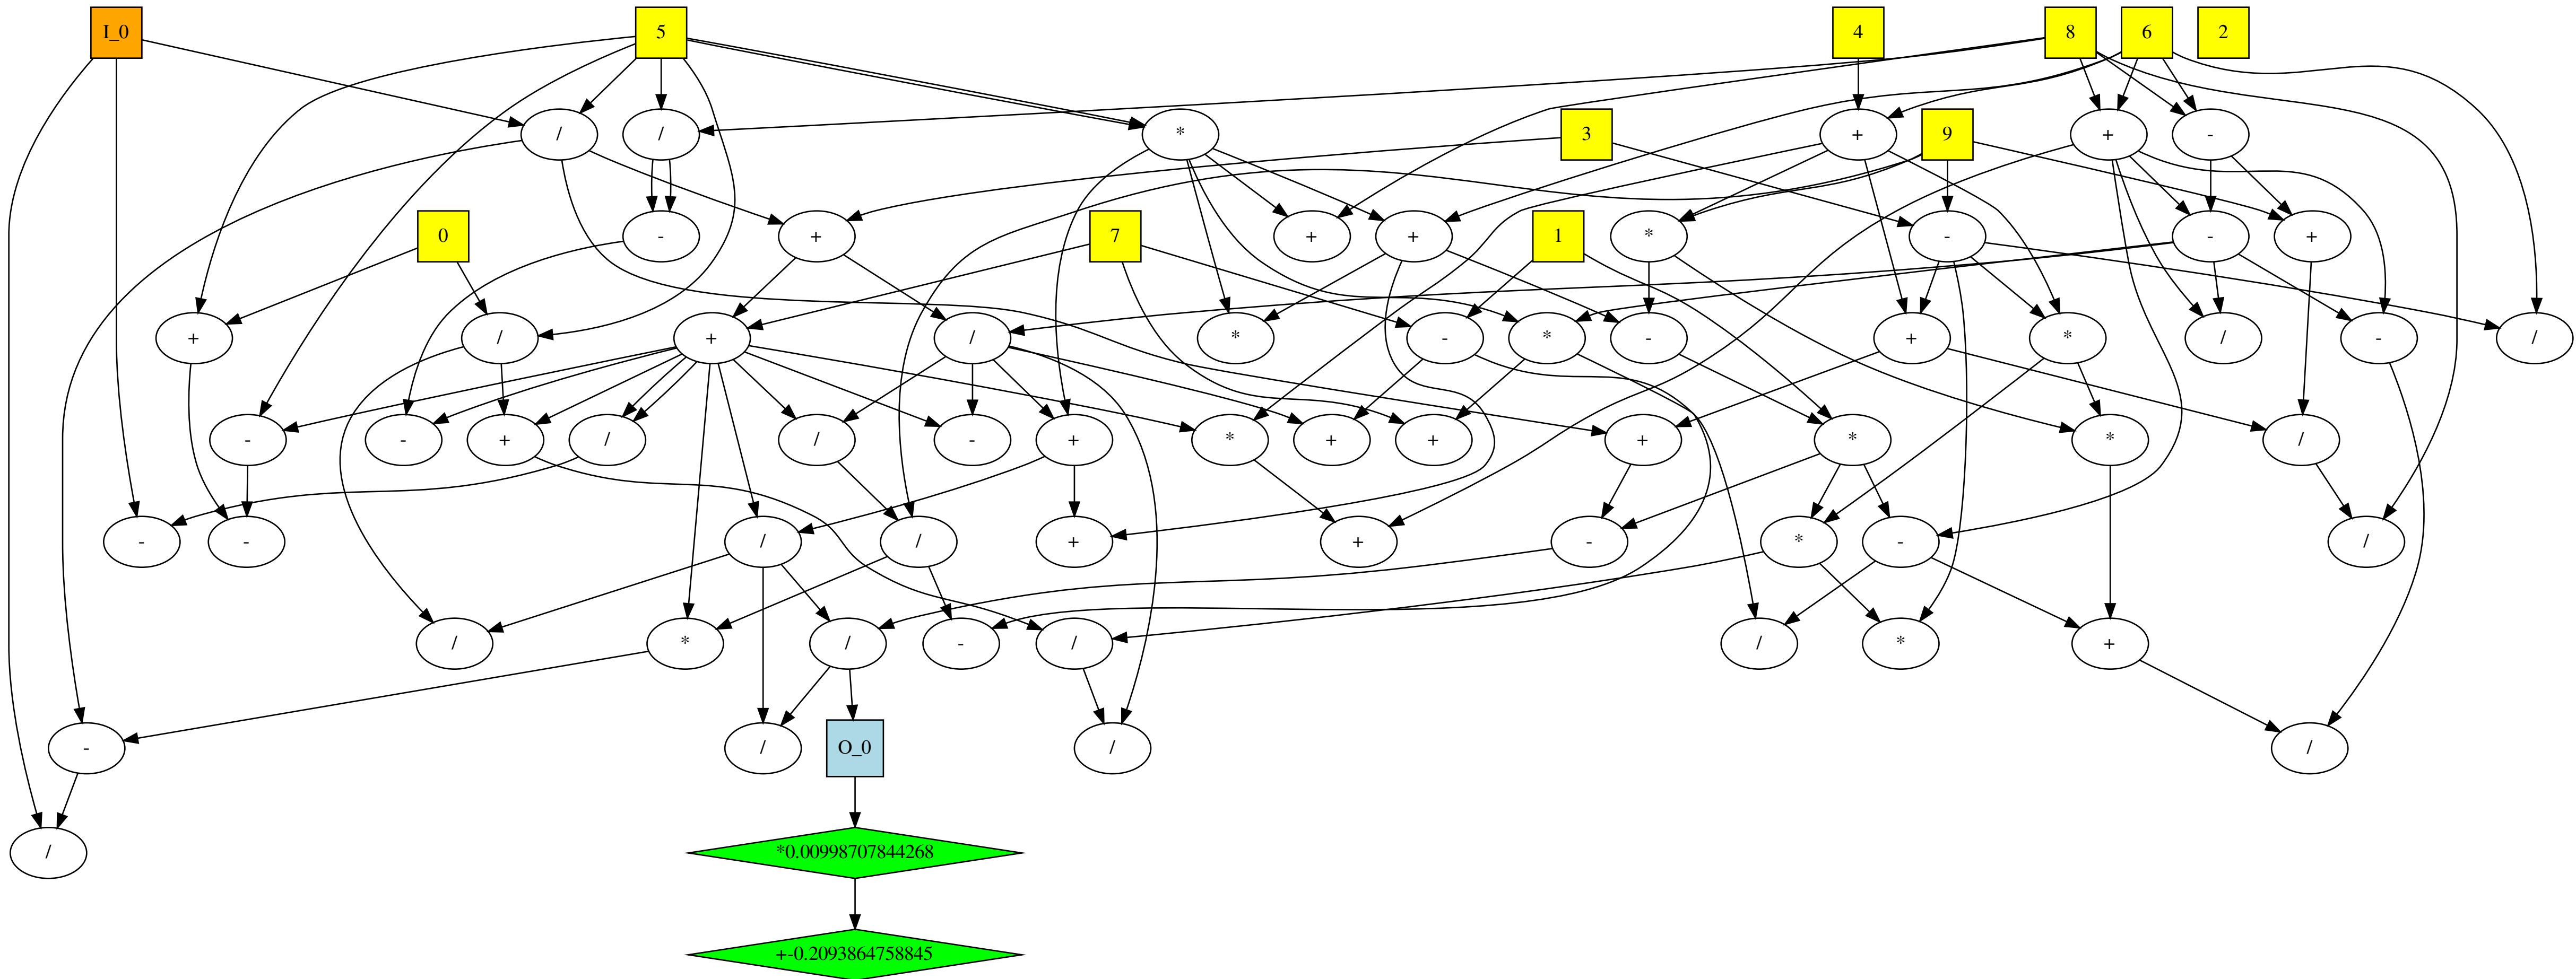 I_0 5 4 8 6 2
/ / * 3 + 9 + -
0 - + 7 + + 1 * - - +
+ / + / * - * - + * / - /
- - + / / - + * + + + * * /
- - / / + + - * - /
/ * / - / / * +
- / O_0 / /
/ *0.00998707844268
+-0.2093864758845